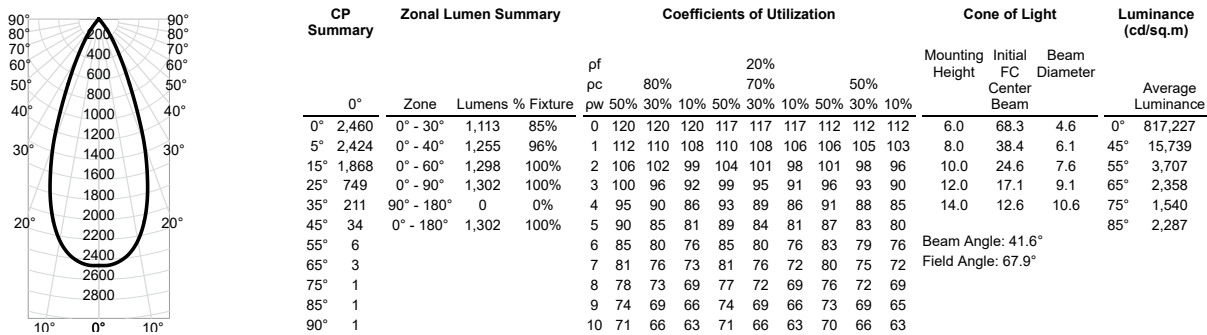 90° 90°
80° 200 80°
70° 400 70°
60° 600 60°
50° 800 50°
1000
40° 1200 40°
1400
30° 1600 30°
1800
2000
20° 2200 20°
2400
2600
2800
10° 0° 10°
CP Summary
0°
0° 2,460
5° 2,424
15° 1,868
25° 749
35° 211
45° 34
55° 6
65° 3
75° 1
85° 1
90° 1
Zonal Lumen Summary
Zone Lumens % Fixture
0° - 30° 1,113 85%
0° - 40° 1,255 96%
0° - 60° 1,298 100%
0° - 90° 1,302 100%
90° - 180° 0 0%
0° - 180° 1,302 100%
Coefficients of Utilization
ρf 20%
ρc 80% 70% 50%
ρw 50% 30% 10% 50% 30% 10% 50% 30% 10%
0 120 120 120 117 117 117 112 112 112
1 112 110 108 110 108 106 106 105 103
2 106 102 99 104 101 98 101 98 96
3 100 96 92 99 95 91 96 93 90
4 95 90 86 93 89 86 91 88 85
5 90 85 81 89 84 81 87 83 80
6 85 80 76 85 80 76 83 79 76
7 81 76 73 81 76 72 80 75 72
8 78 73 69 77 72 69 76 72 69
9 74 69 66 74 69 66 73 69 65
10 71 66 63 71 66 63 70 66 63
Cone of Light
Mounting Height Initial FC Center Beam Beam Diameter
6.0 68.3 4.6
8.0 38.4 6.1
10.0 24.6 7.6
12.0 17.1 9.1
14.0 12.6 10.6
Beam Angle: 41.6°
Field Angle: 67.9°
Luminance
(cd/sq.m)
Average
Luminance
0° 817,227
45° 15,739
55° 3,707
65° 2,358
75° 1,540
85° 2,287